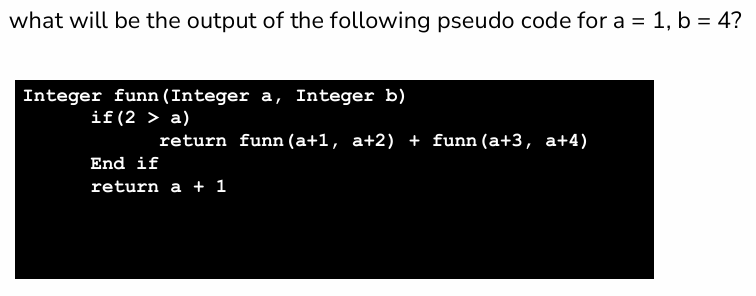 what will be the output of the following pseudo code for a = 1, b = 4?
Integer funn(Integer a, Integer b)
if(2 > a)
return funn(a+1, a+2) + funn(a+3, a+4)
End if
return a + 1